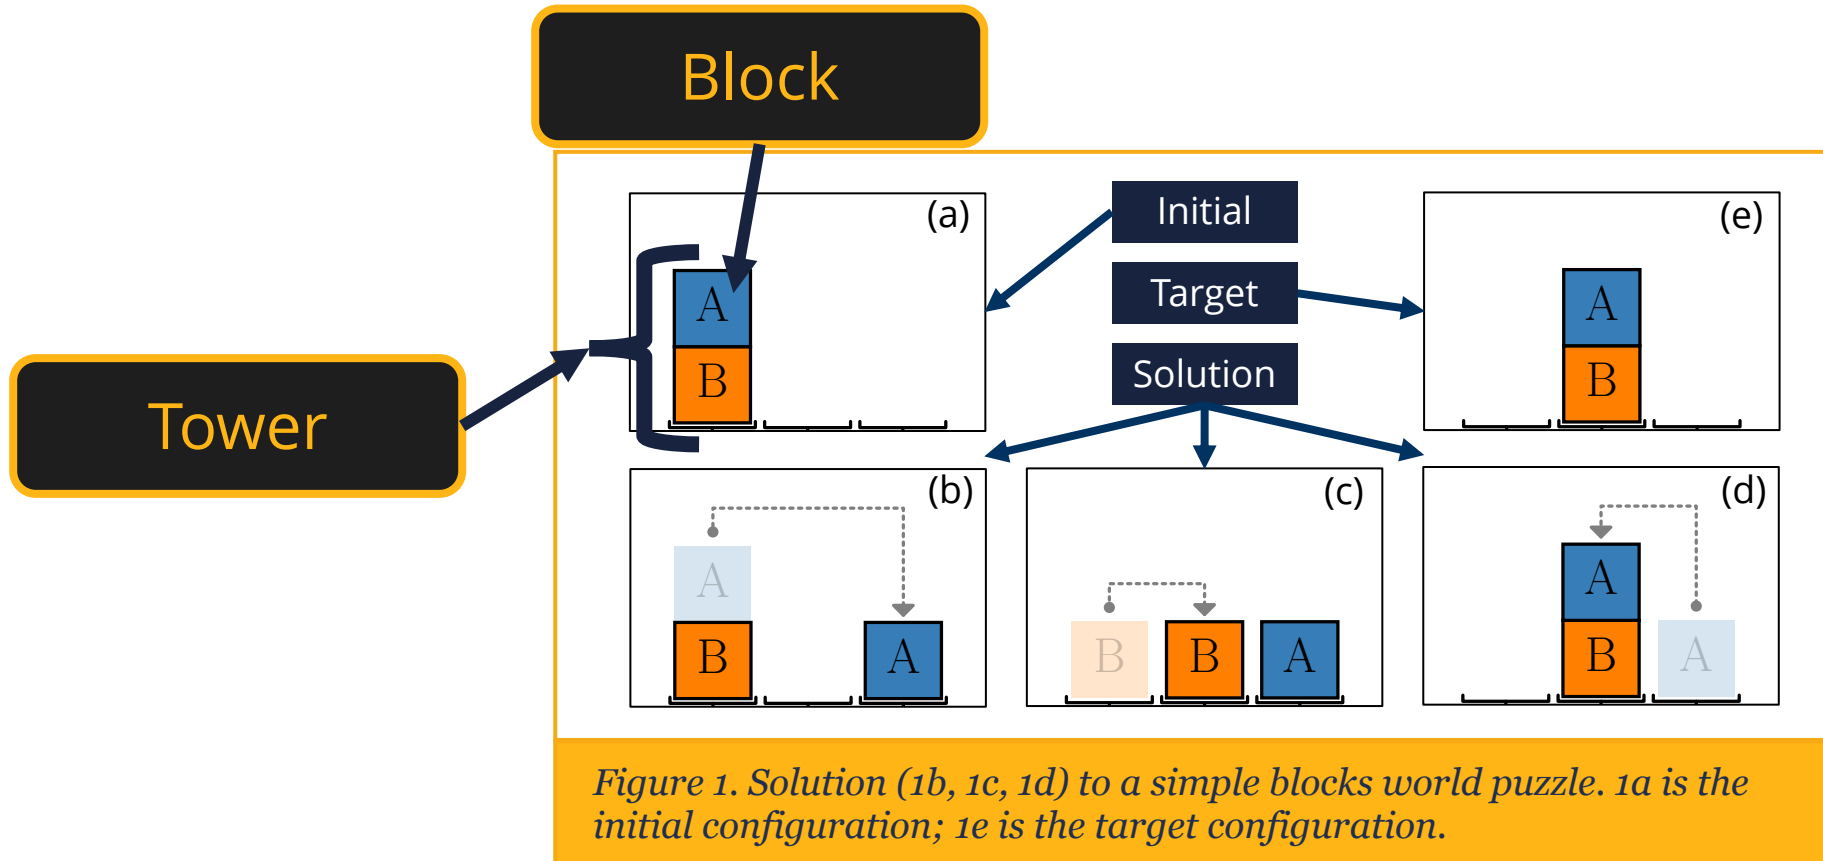 Block
Tower
Initial
Target
Solution
(a)
A
B
(e)
A
B
(b)
A
B
A
(c)
B
B
A
(d)
A
B
A
Figure 1. Solution (1b, 1c, 1d) to a simple blocks world puzzle. 1a is the
initial configuration; 1e is the target configuration.